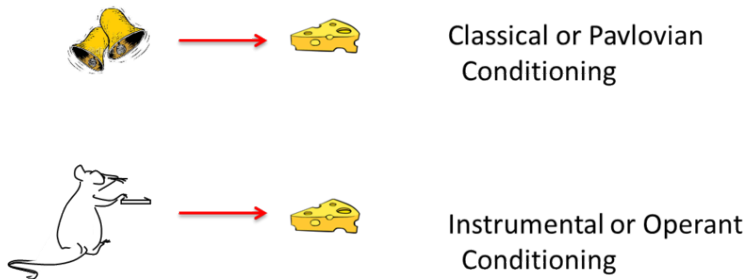 Classical or Pavlovian
Conditioning
Instrumental or Operant
Conditioning